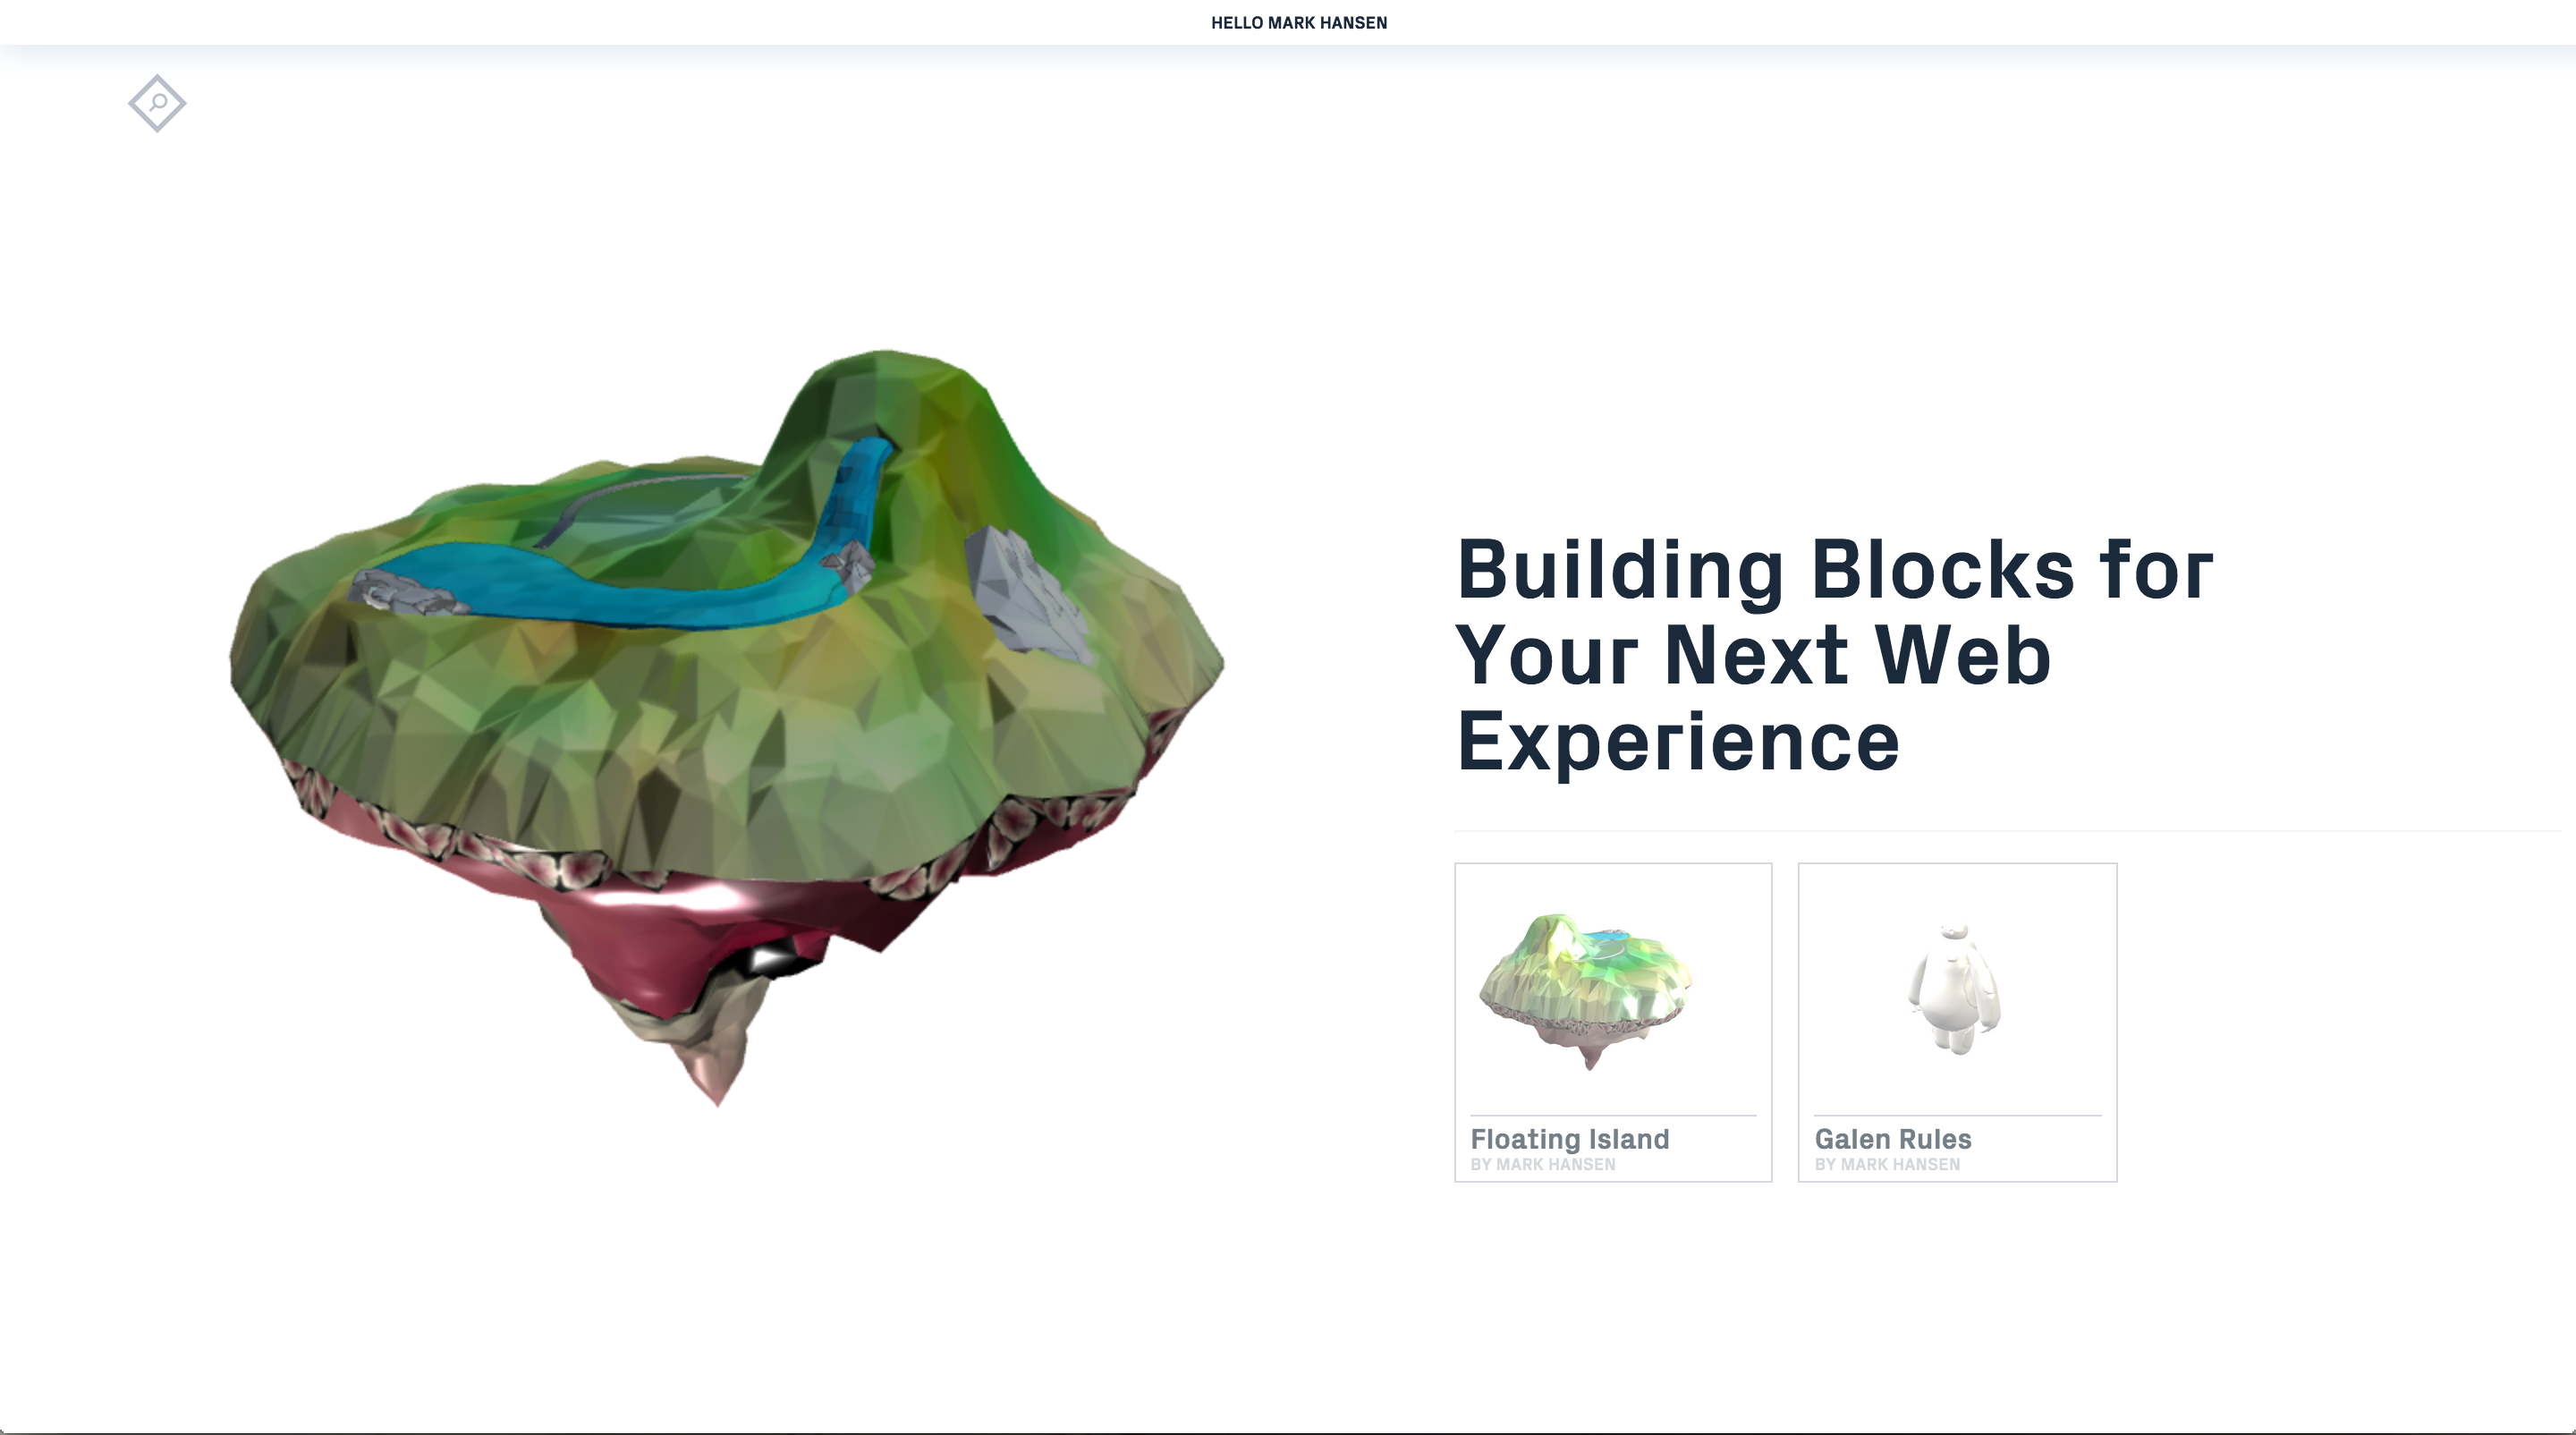 HELLO MARK HANSEN
Building Blocks for
Your Next Web
Experience
Floating Island
BY MARK HANSEN
Galen Rules
BY MARK HANSEN